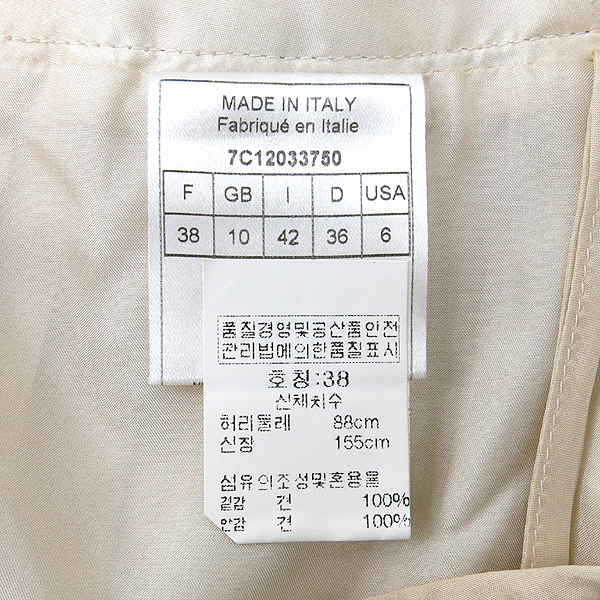 MADE IN ITALY
Fabriqué en Italie
7C12033750
F GB I D USA
38 10 42 36 6
품질경영및공산품안전
관리법에의한품질표시
호칭:38
신체치수
허리둘레 88cm
신장 155cm
섬유의조성및혼용율
겉감 견 100%
안감 견 100%